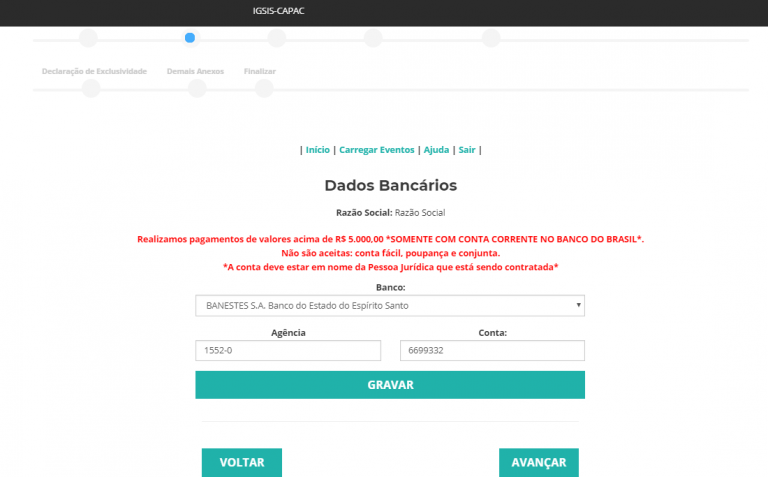 IGSIS-CAPAC
Declaração de Exclusividade Demais Anexos Finalizar
| Início | Carregar Eventos | Ajuda | Sair |
Dados Bancários
Razão Social: Razão Social
Realizamos pagamentos de valores acima de R$ 5.000,00 *SOMENTE COM CONTA CORRENTE NO BANCO DO BRASIL*.
Não são aceitas: conta fácil, poupança e conjunta.
*A conta deve estar em nome da Pessoa Jurídica que está sendo contratada*
Banco:
BANESTES S.A. Banco do Estado do Espírito Santo
Agência Conta:
1552-0 6699332
GRAVAR
VOLTAR AVANÇAR